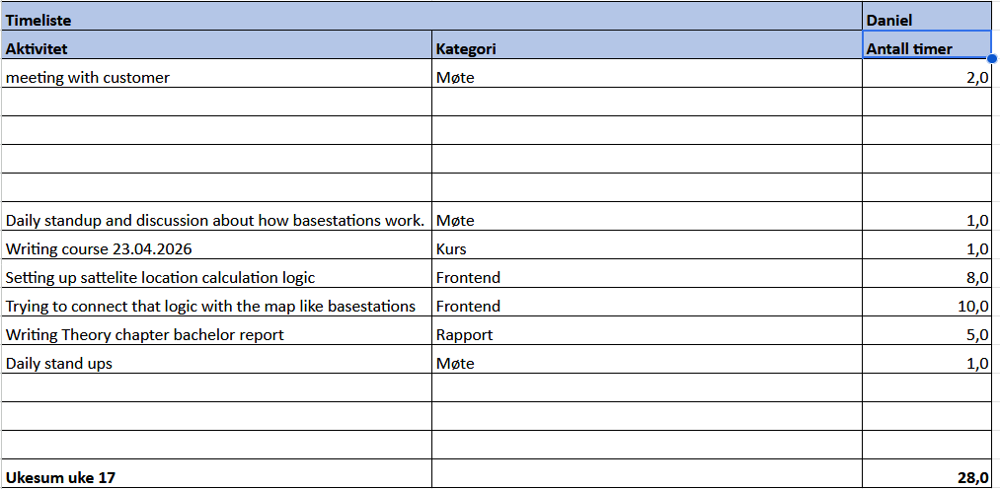 Timeliste Daniel
Aktivitet Kategori Antall timer
meeting with customer Møte 2,0
Daily standup and discussion about how basestations work. Møte 1,0
Writing course 23.04.2026 Kurs 1,0
Setting up sattelite location calculation logic Frontend 8,0
Trying to connect that logic with the map like basestations Frontend 10,0
Writing Theory chapter bachelor report Rapport 5,0
Daily stand ups Møte 1,0
Ukesum uke 17 28,0